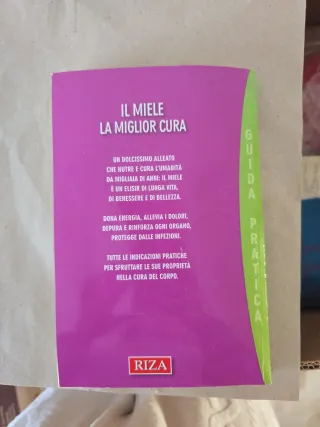 IL MIELE
LA MIGLIOR CURA
UN DOLCISSIMO ALLEATO
CHE NUTRE E CURA L'UMANITÀ
DA MIGLIAIA DI ANNI: IL MIELE
È UN ELISIR DI LUNGA VITA,
DI BENESSERE E DI BELLEZZA.
DONA ENERGIA, ALLEVIA I DOLORI,
DEPURA E RINFORZA OGNI ORGANO,
PROTEGGE DALLE INFEZIONI.
TUTTE LE INDICAZIONI PRATICHE
PER SFRUTTARE LE SUE PROPRIETÀ
NELLA CURA DEL CORPO.
GUIDA PRATICA
RIZA